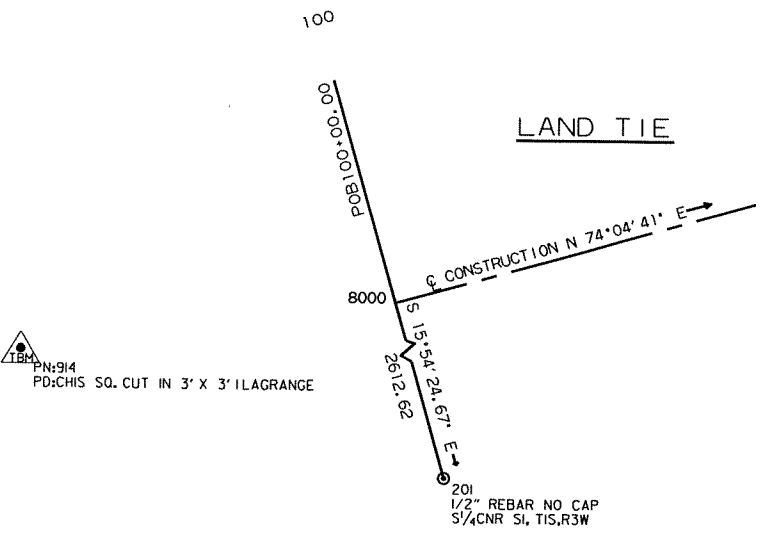 100
POB100+00.00
LAND TIE
℄ CONSTRUCTION N 74°04'41" E
8000
S 15°54'24.67" E
2612.62
TBM
PN:914
PD:CHIS SQ. CUT IN 3' X 3' ILAGRANGE
201
1/2" REBAR NO CAP
S1/4CNR S1, T1S,R3W